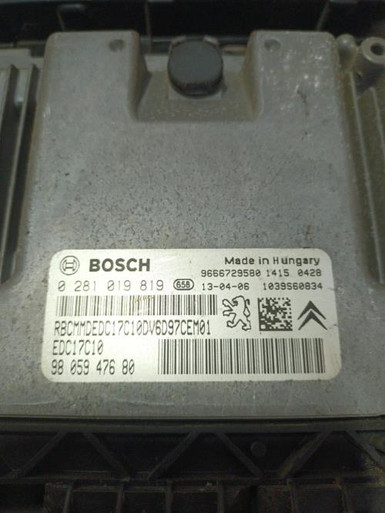 BOSCH
Made in Hungary
9666729580 1415 0428
0 281 019 819 658 13-04-06 1039S60834
RBCMMDEDC17C10DV6D97CEM01
EDC17C10
98 059 476 80